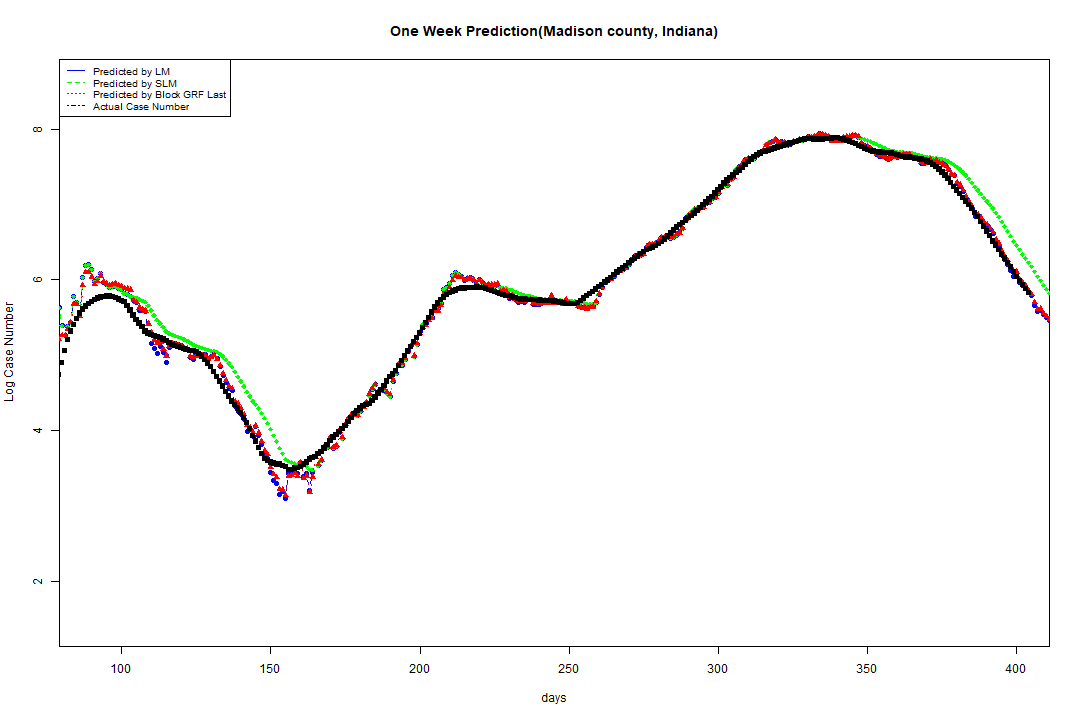 One Week Prediction(Madison county, Indiana)
Predicted by LM
Predicted by SLM
Predicted by Block GRF Last
Actual Case Number
8
6
4
2
Log Case Number
100 150 200 250 300 350 400
days